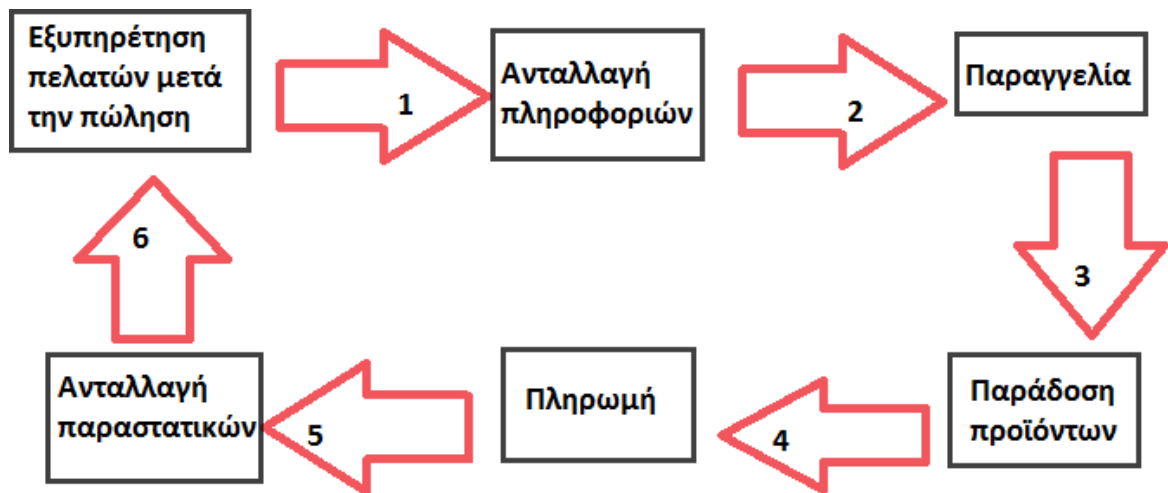 Εξυπηρέτηση
πελατών μετά
την πώληση
1
Ανταλλαγή
πληροφοριών
2
Παραγγελία
3
Παράδοση
προϊόντων
4
Πληρωμή
5
Ανταλλαγή
παραστατικών
6